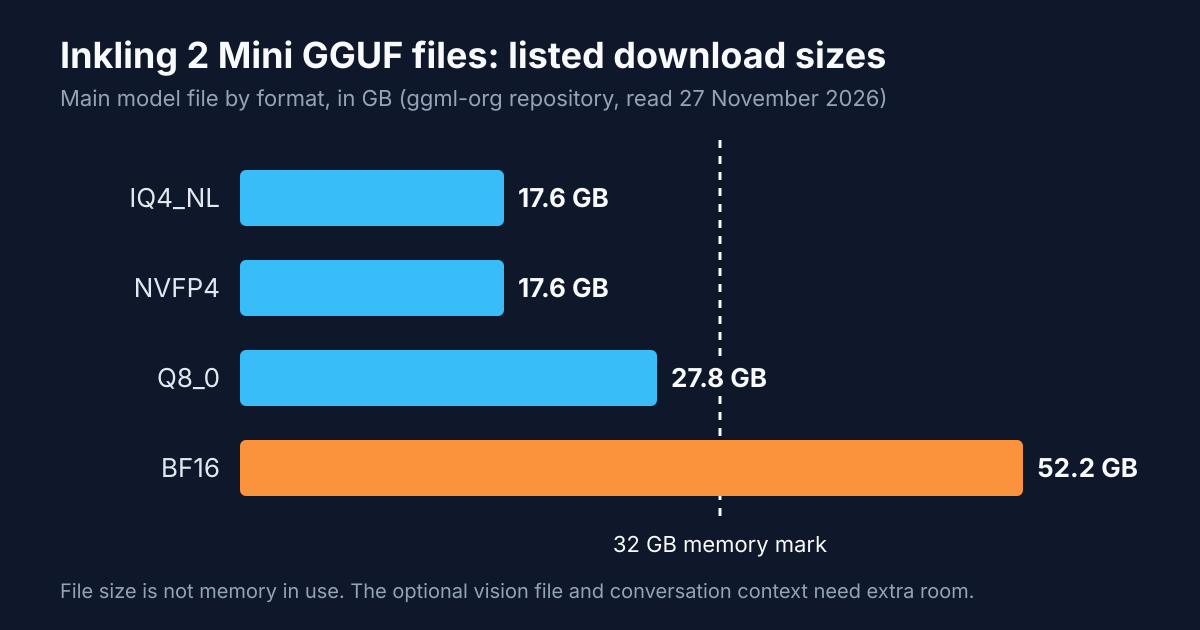 Inkling 2 Mini GGUF files: listed download sizes
Main model file by format, in GB (ggml-org repository, read 27 November 2026)
IQ4_NL 17.6 GB
NVFP4 17.6 GB
Q8_0 27.8 GB
BF16 52.2 GB
32 GB memory mark
File size is not memory in use. The optional vision file and conversation context need extra room.